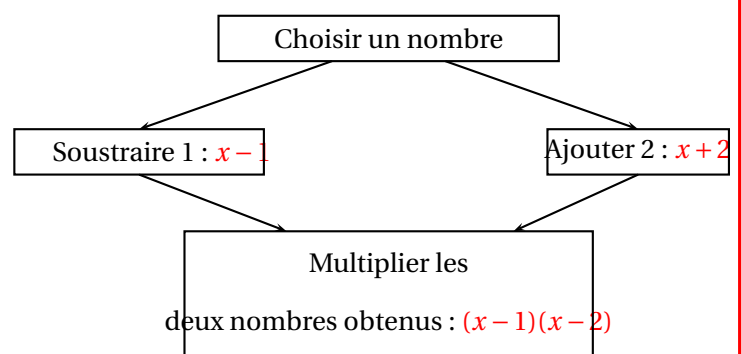 Choisir un nombre
Soustraire 1 : x − 1
Ajouter 2 : x + 2
Multiplier les
deux nombres obtenus : (x − 1)(x − 2)